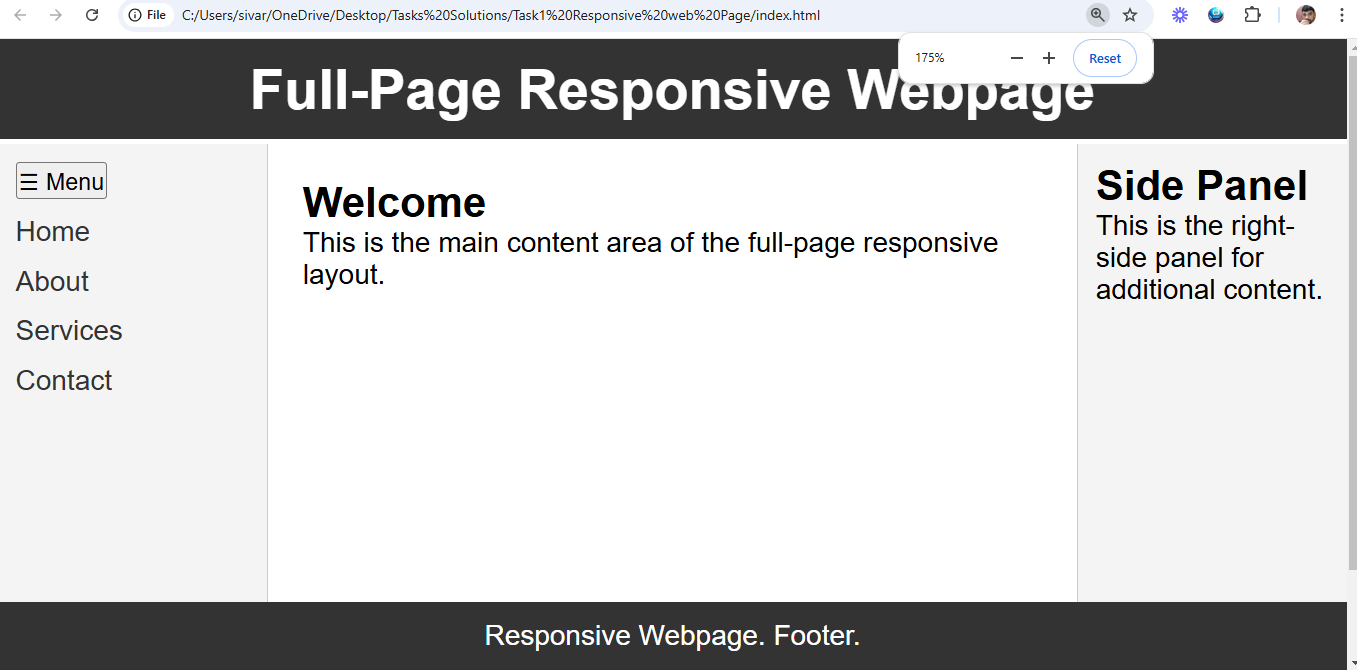 File C:/Users/sivar/OneDrive/Desktop/Tasks%20Solutions/Task1%20Responsive%20web%20Page/index.html
175% Reset
Full-Page Responsive Webpage
☰ Menu
Home
About
Services
Contact
Welcome
This is the main content area of the full-page responsive
layout.
Side Panel
This is the right-
side panel for
additional content.
Responsive Webpage. Footer.